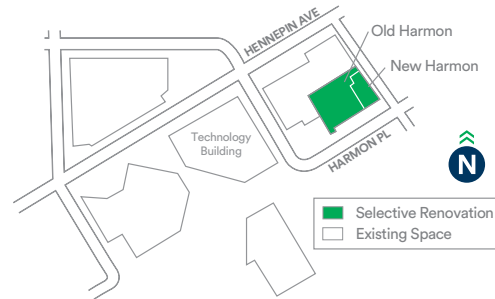 HENNEPIN AVE
Old Harmon
New Harmon
Technology
Building
HARMON PL
N
Selective Renovation
Existing Space